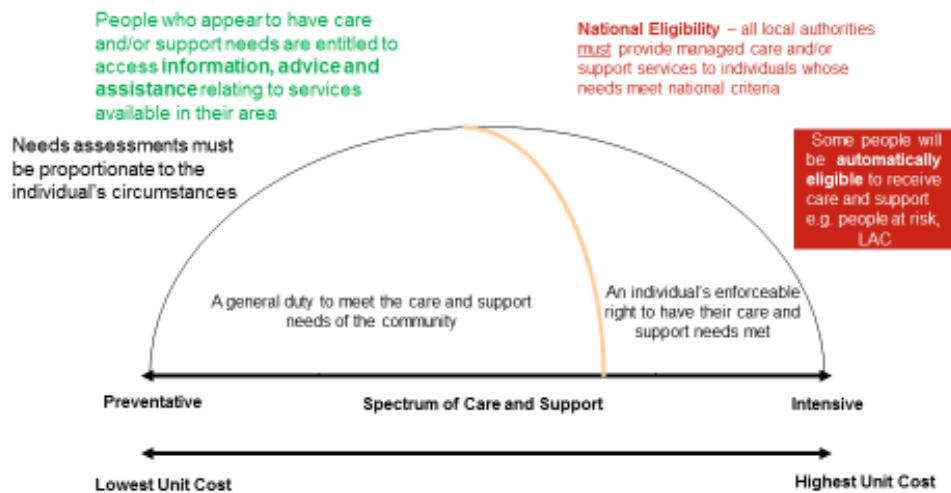 People who appear to have care
and/or support needs are entitled to
access information, advice and
assistance relating to services
available in their area
National Eligibility – all local authorities
must provide managed care and/or
support services to individuals whose
needs meet national criteria
Needs assessments must
be proportionate to the
individual's circumstances
Some people will
be automatically
eligible to receive
care and support
e.g. people at risk,
LAC
A general duty to meet the care and support
needs of the community
An individual's enforceable
right to have their care and
support needs met
Preventative
Spectrum of Care and Support
Intensive
Lowest Unit Cost
Highest Unit Cost